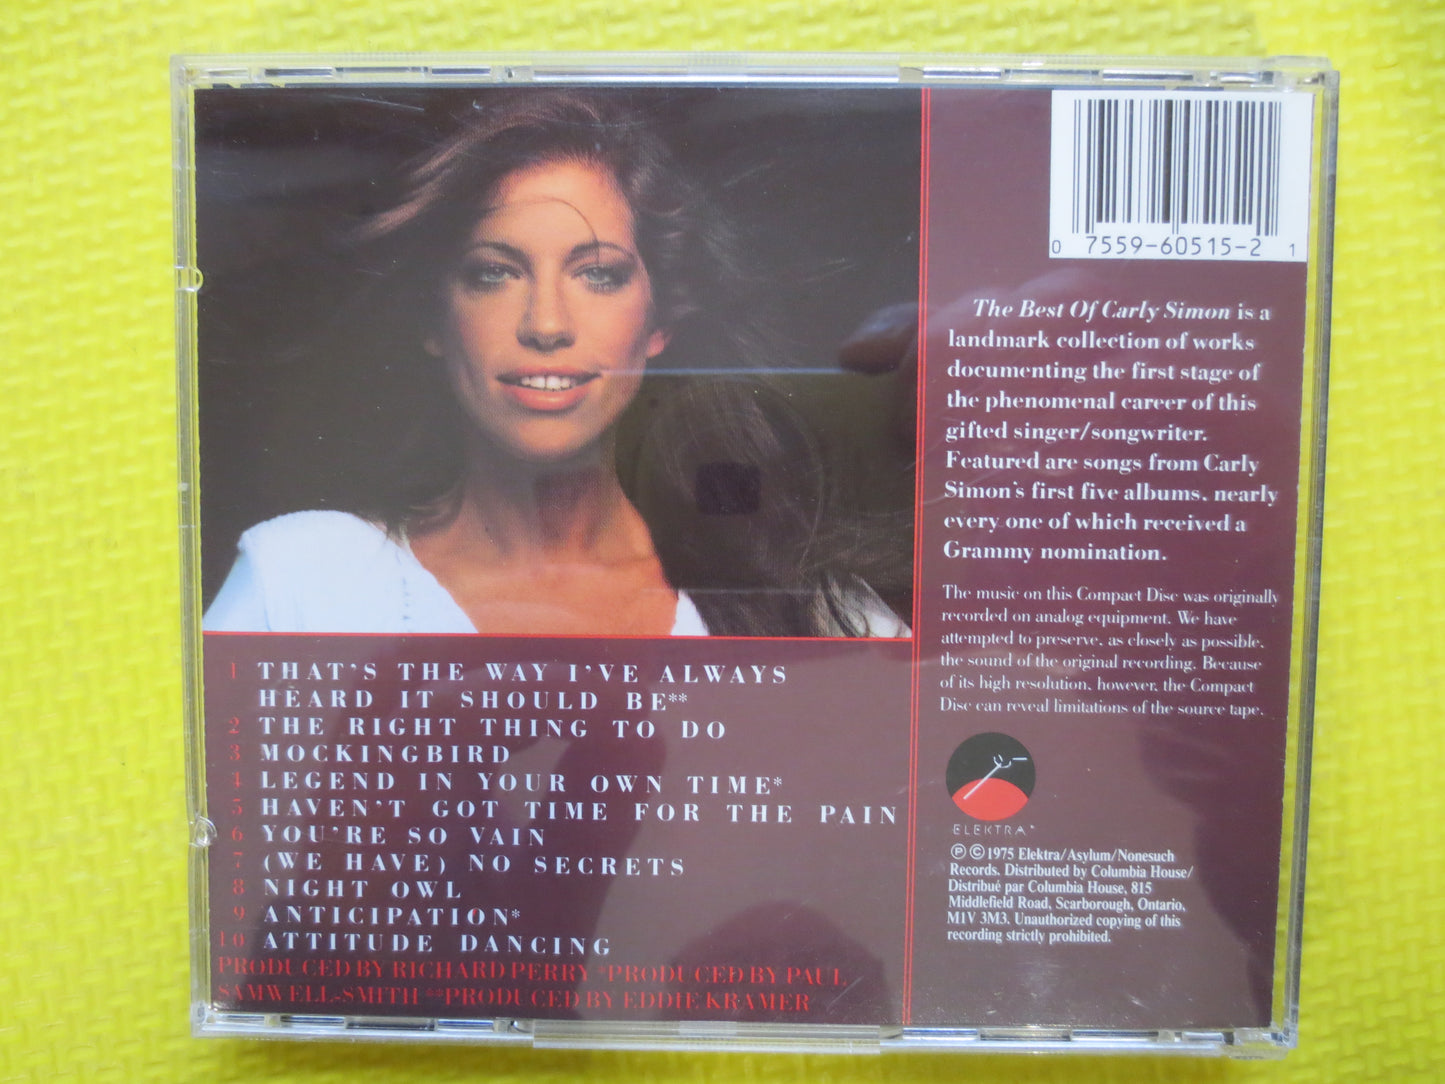 0 7559-60515-2 1
The Best Of Carly Simon is a
landmark collection of works
documenting the first stage of
the phenomenal career of this
gifted singer/songwriter.
Featured are songs from Carly
Simon's first five albums, nearly
every one of which received a
Grammy nomination.
The music on this Compact Disc was originally
recorded on analog equipment. We have
attempted to preserve, as closely as possible,
the sound of the original recording. Because
of its high resolution, however, the Compact
Disc can reveal limitations of the source tape.
ELEKTRA
℗©1975 Elektra/Asylum/Nonesuch
Records. Distributed by Columbia House/
Distribué par Columbia House, 815
Middlefield Road, Scarborough, Ontario,
M1V 3M3. Unauthorized copying of this
recording strictly prohibited.
1 THAT'S THE WAY I'VE ALWAYS
HEARD IT SHOULD BE**
2 THE RIGHT THING TO DO
3 MOCKINGBIRD
4 LEGEND IN YOUR OWN TIME*
5 HAVEN'T GOT TIME FOR THE PAIN
6 YOU'RE SO VAIN
7 (WE HAVE) NO SECRETS
8 NIGHT OWL
9 ANTICIPATION*
10 ATTITUDE DANCING
PRODUCED BY RICHARD PERRY *PRODUCED BY PAUL
SAMWELL-SMITH **PRODUCED BY EDDIE KRAMER